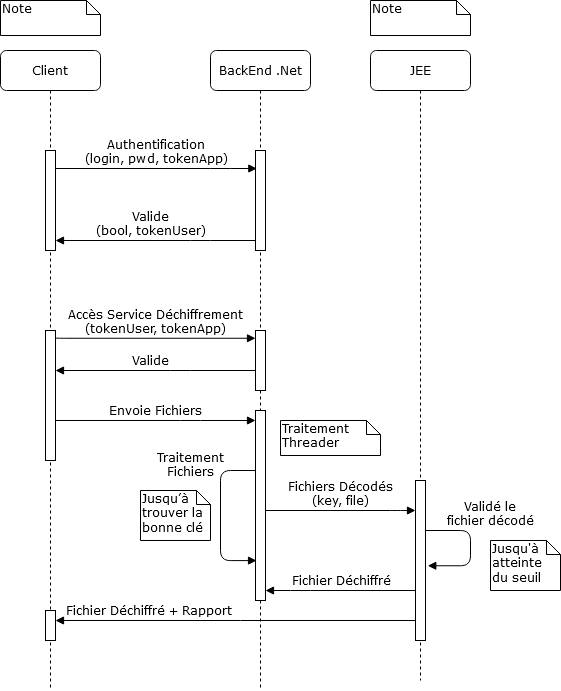 Note
Note
Client
BackEnd .Net
JEE
Authentification
(login, pwd, tokenApp)
Valide
(bool, tokenUser)
Accès Service Déchiffrement
(tokenUser, tokenApp)
Valide
Envoie Fichiers
Traitement
Threader
Traitement
Fichiers
Jusqu'à
trouver la
bonne clé
Fichiers Décodés
(key, file)
Validé le
fichier décodé
Jusqu'à
atteinte
du seuil
Fichier Déchiffré
Fichier Déchiffré + Rapport